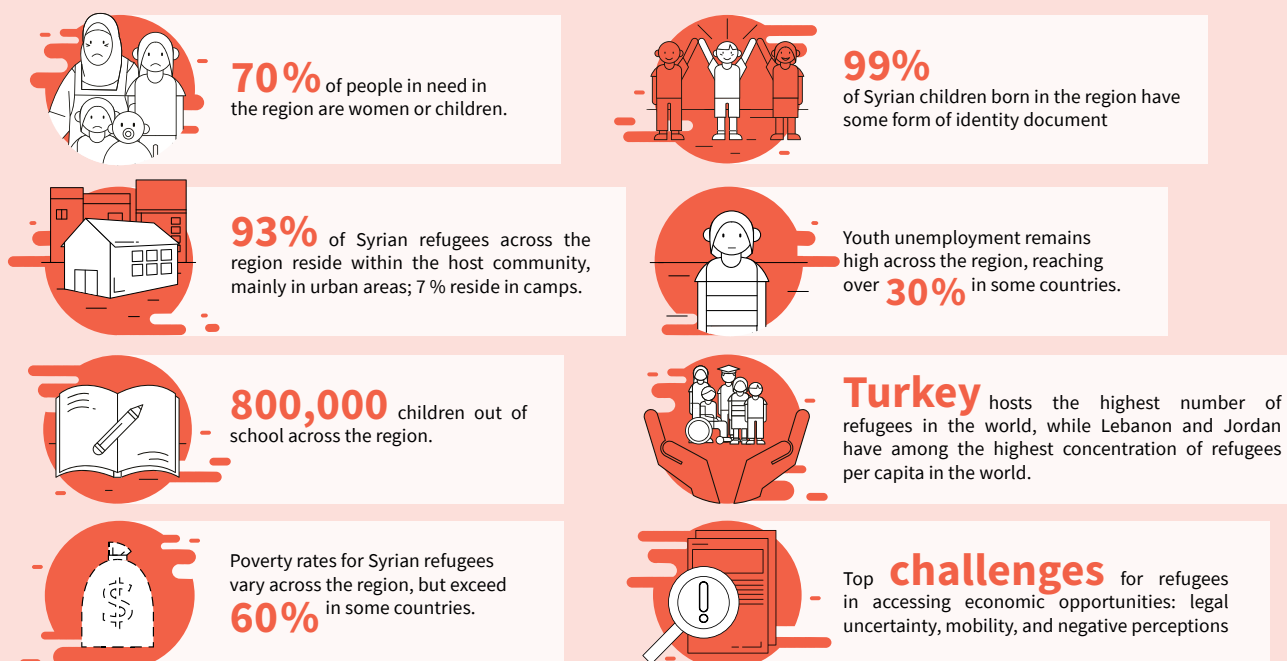 70% of people in need in
the region are women or children.
99%
of Syrian children born in the region have
some form of identity document
93% of Syrian refugees across the
region reside within the host community,
mainly in urban areas; 7 % reside in camps.
Youth unemployment remains
high across the region, reaching
over 30% in some countries.
800,000 children out of
school across the region.
Turkey hosts the highest number of
refugees in the world, while Lebanon and Jordan
have among the highest concentration of refugees
per capita in the world.
Poverty rates for Syrian refugees
vary across the region, but exceed
60% in some countries.
Top challenges for refugees
in accessing economic opportunities: legal
uncertainty, mobility, and negative perceptions